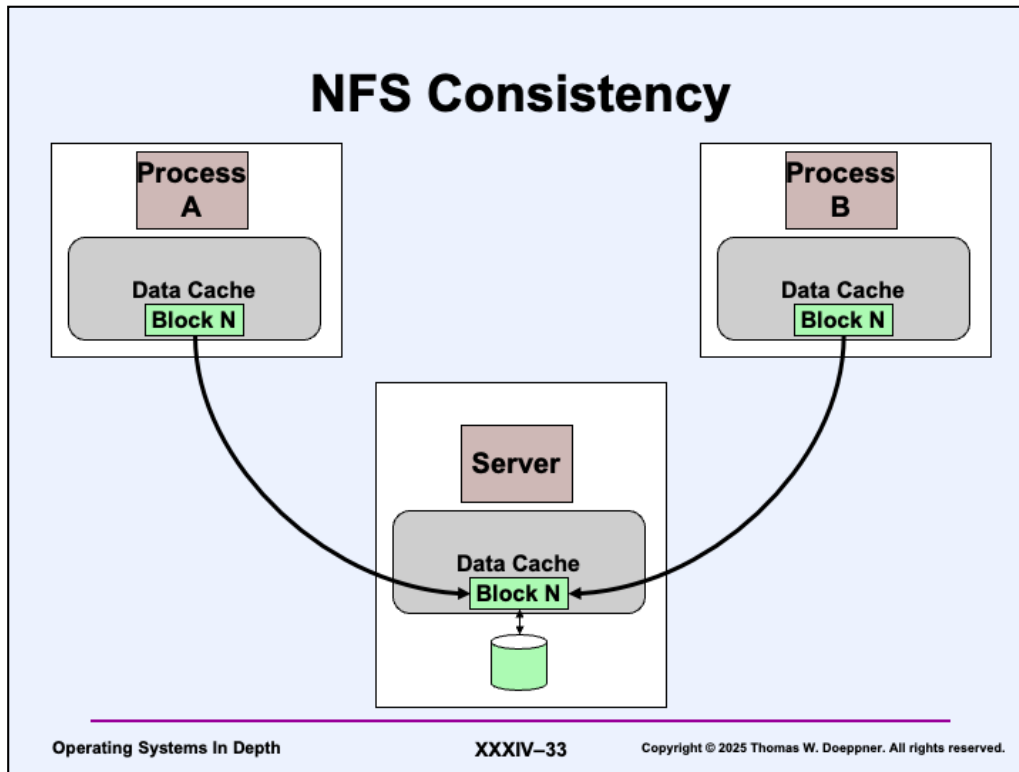 NFS Consistency
Process
A
Data Cache
Block N
Process
B
Data Cache
Block N
Server
Data Cache
Block N
Operating Systems In Depth
XXXIV–33
Copyright © 2025 Thomas W. Doeppner. All rights reserved.